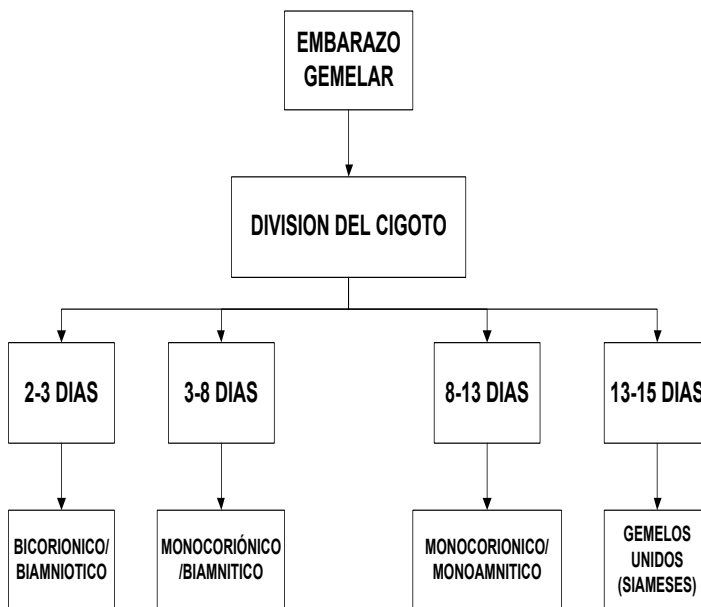 EMBARAZO
GEMELAR
DIVISION DEL CIGOTO
2-3 DIAS
3-8 DIAS
8-13 DIAS
13-15 DIAS
BICORIONICO/
BIAMNIOTICO
MONOCORIÓNICO
/BIAMNITICO
MONOCORIONICO/
MONOAMNITICO
GEMELOS
UNIDOS
(SIAMESES)